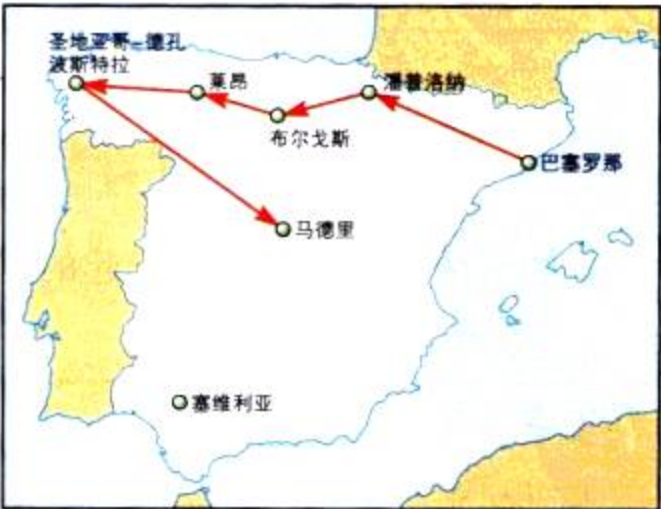 圣地亚哥-德孔
波斯特拉
莱昂
潘普洛纳
布尔戈斯
巴塞罗那
马德里
塞维利亚